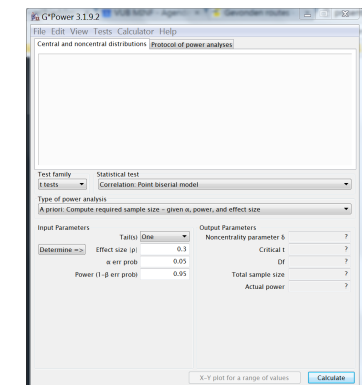 G*Power 3.1.9.2
File Edit View Tests Calculator Help
Central and noncentral distributions Protocol of power analyses
Test family Statistical test
t tests Correlation: Point biserial model
Type of power analysis
A priori: Compute required sample size – given α, power, and effect size
Input Parameters Output Parameters
Tail(s) One Noncentrality parameter δ ?
Determine => Effect size |ρ| 0.3 Critical t ?
α err prob 0.05 Df ?
Power (1-β err prob) 0.95 Total sample size ?
Actual power ?
X-Y plot for a range of values Calculate